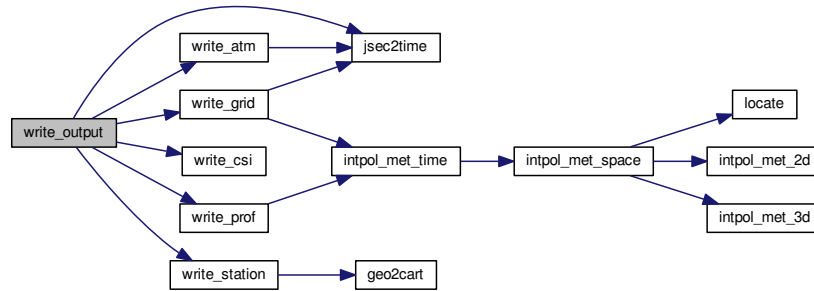 write_output
write_atm
write_grid
write_csi
write_prof
write_station
jsec2time
intpol_met_time
geo2cart
intpol_met_space
locate
intpol_met_2d
intpol_met_3d